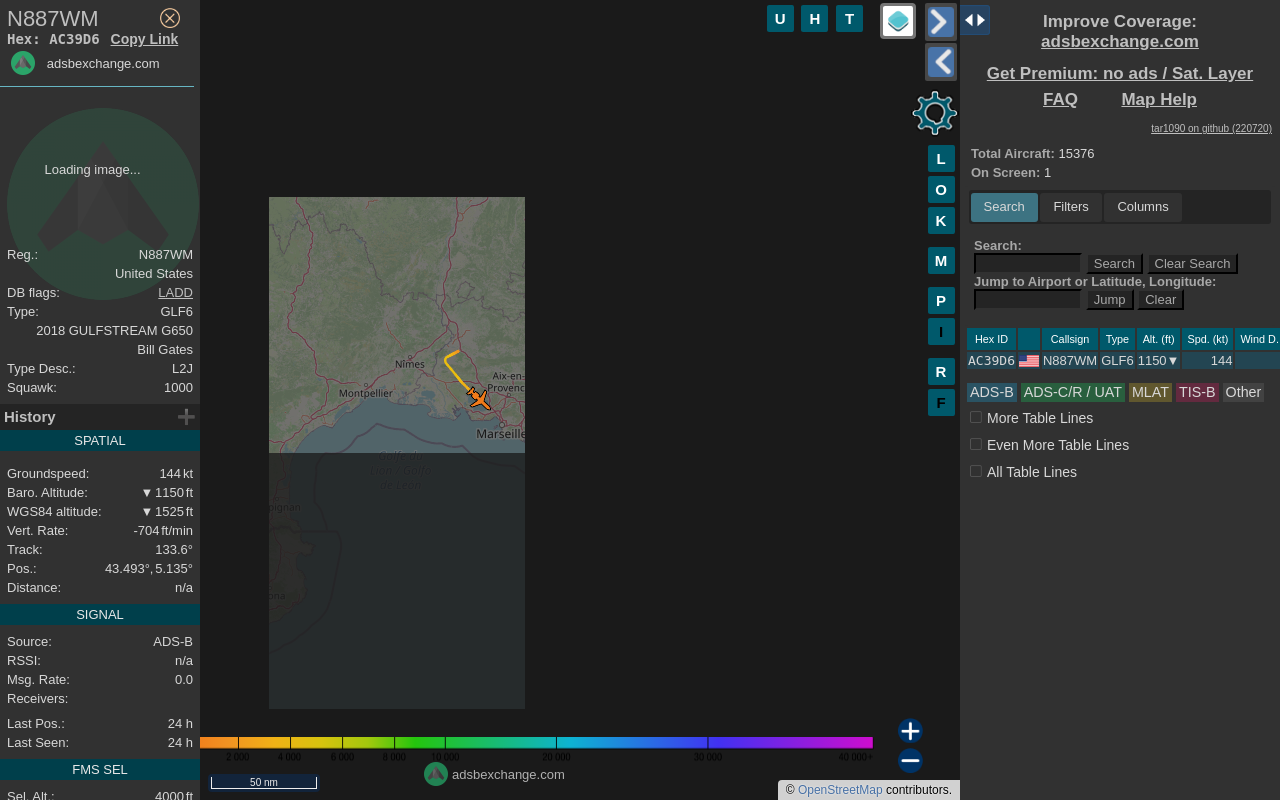 N887WM
Hex: AC39D6 Copy Link
adsbexchange.com
Loading image...
Reg.: N887WM
United States
DB flags: LADD
Type: GLF6
2018 GULFSTREAM G650
Bill Gates
Type Desc.: L2J
Squawk: 1000
History
SPATIAL
Groundspeed: 144 kt
Baro. Altitude: ▼ 1150 ft
WGS84 altitude: ▼ 1525 ft
Vert. Rate: -704 ft/min
Track: 133.6°
Pos.: 43.493°, 5.135°
Distance: n/a
SIGNAL
Source: ADS-B
RSSI: n/a
Msg. Rate: 0.0
Receivers:
Last Pos.: 24 h
Last Seen: 24 h
FMS SEL
Sel. Alt.: 4000 ft
U H T
L
O
K
M
P
I
R
F
Nîmes
Montpellier
Aix-en-
Provenc
Marseille
2 000 4 000 6 000 8 000 10 000 20 000 30 000 40 000+
adsbexchange.com
50 nm
© OpenStreetMap contributors.
Improve Coverage:
adsbexchange.com
Get Premium: no ads / Sat. Layer
FAQ Map Help
tar1090 on github (220720)
Total Aircraft: 15376
On Screen: 1
Search Filters Columns
Search:
Search Clear Search
Jump to Airport or Latitude, Longitude:
Jump Clear
Hex ID Callsign Type Alt. (ft) Spd. (kt) Wind D.
AC39D6 N887WM GLF6 1150▼ 144
ADS-B ADS-C/R / UAT MLAT TIS-B Other
More Table Lines
Even More Table Lines
All Table Lines